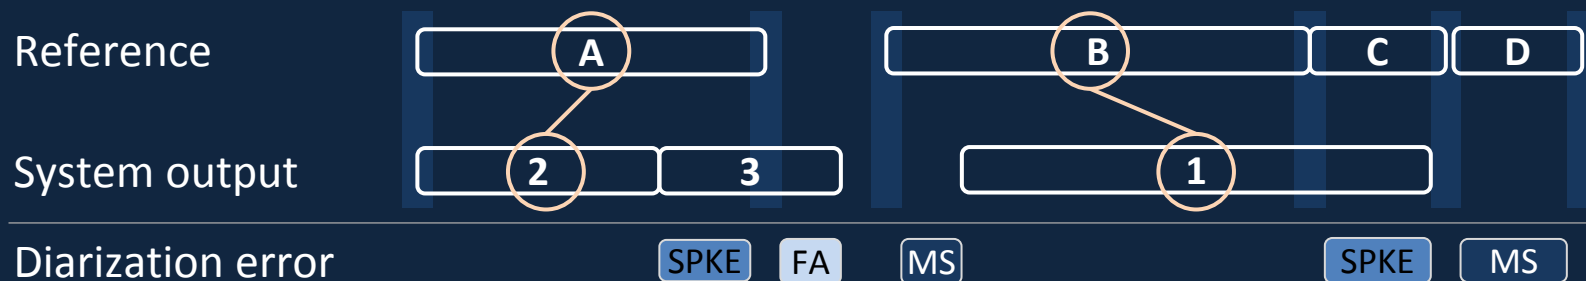 Reference A B C D
System output 2 3 1
Diarization error SPKE FA MS SPKE MS